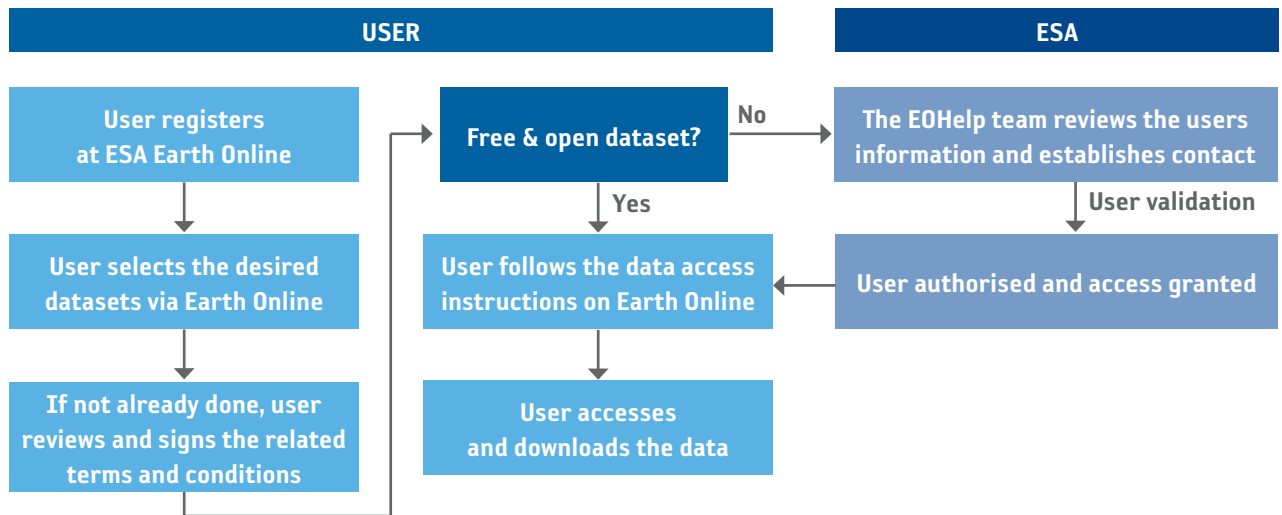 USER
ESA
User registers
at ESA Earth Online
User selects the desired
datasets via Earth Online
If not already done, user
reviews and signs the related
terms and conditions
Free & open dataset?
No
Yes
User follows the data access
instructions on Earth Online
User accesses
and downloads the data
The EOHelp team reviews the users
information and establishes contact
User validation
User authorised and access granted